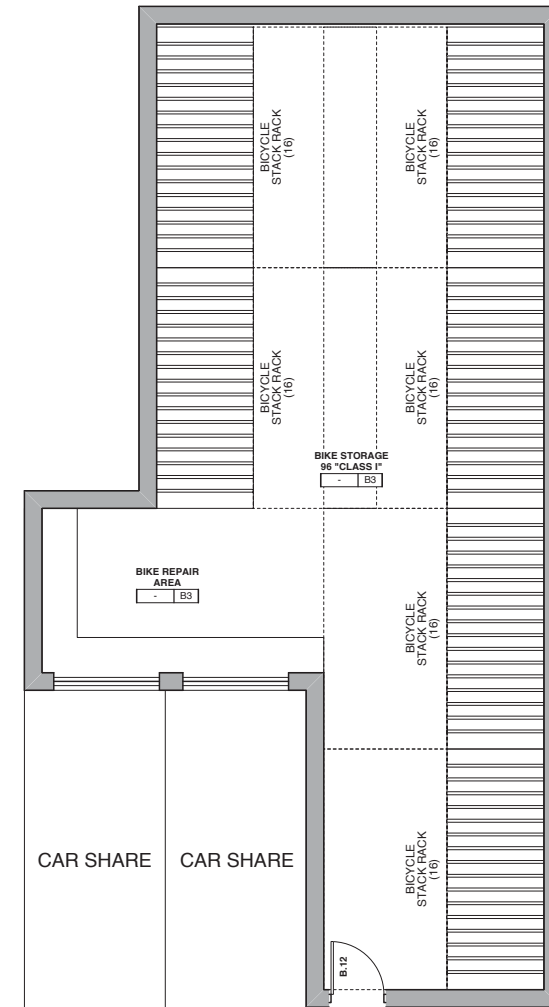 BICYCLE
STACK RACK
(16)
BICYCLE
STACK RACK
(16)
BICYCLE
STACK RACK
(16)
BICYCLE
STACK RACK
(16)
BIKE STORAGE
96 "CLASS I"
- B3
BIKE REPAIR
AREA
- B3
BICYCLE
STACK RACK
(16)
CAR SHARE
CAR SHARE
BICYCLE
STACK RACK
(16)
B.12